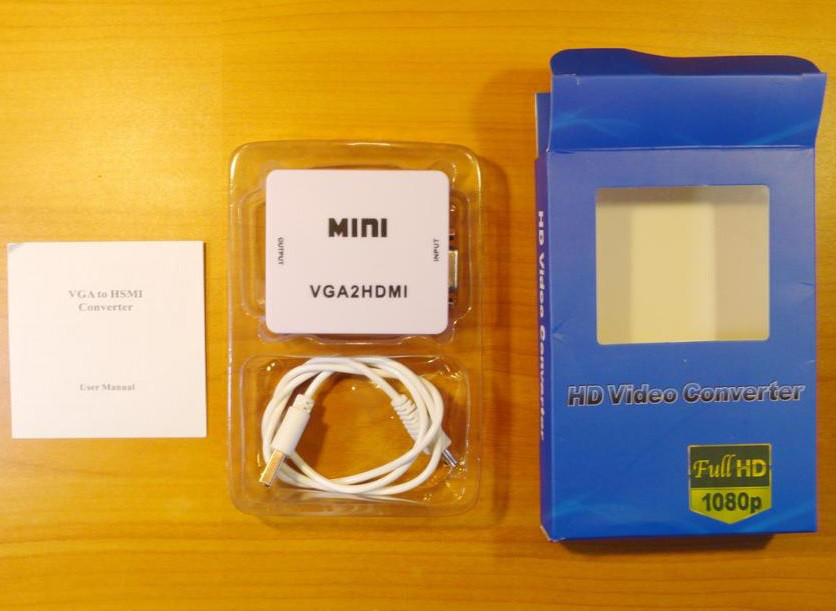 VGA to HSMI
Converter
User Manual
MINI
OUTPUT
INPUT
VGA2HDMI
HD Video Converter
HD Video Converter
Full HD
1080p